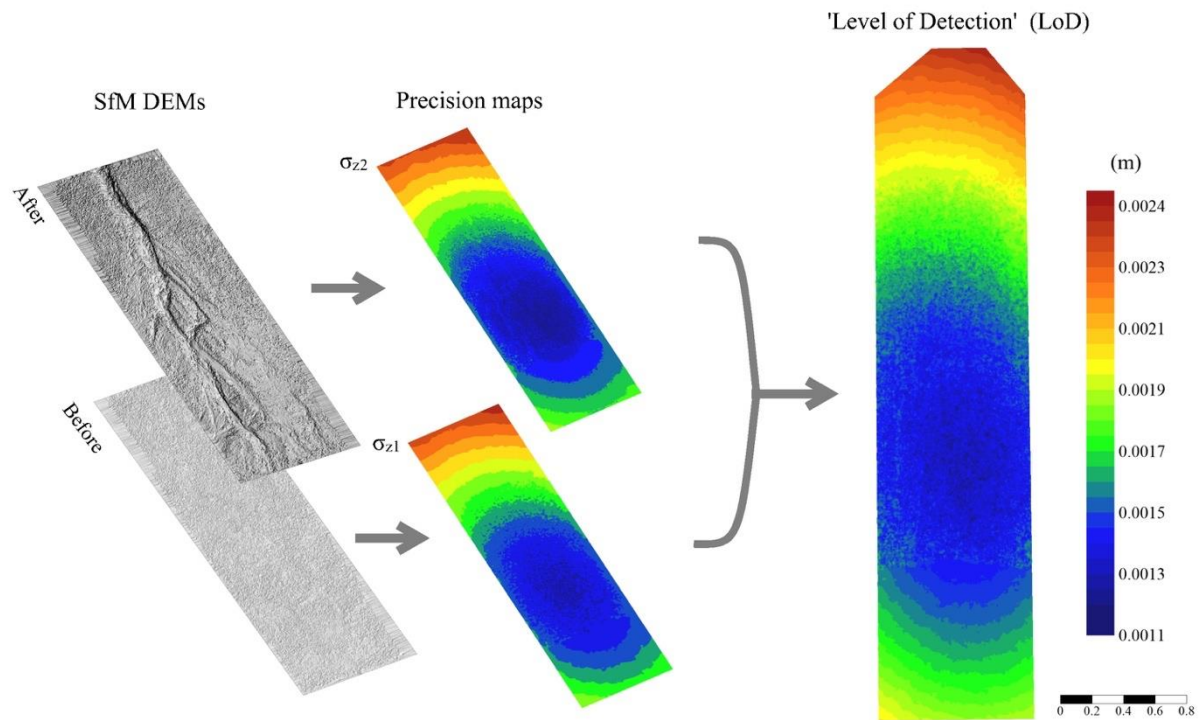 'Level of Detection' (LoD)
SfM DEMs
Precision maps
After
σz2
Before
σz1
(m)
0.0024
0.0023
0.0021
0.0019
0.0017
0.0015
0.0013
0.0011
0 0.2 0.4 0.6 0.8